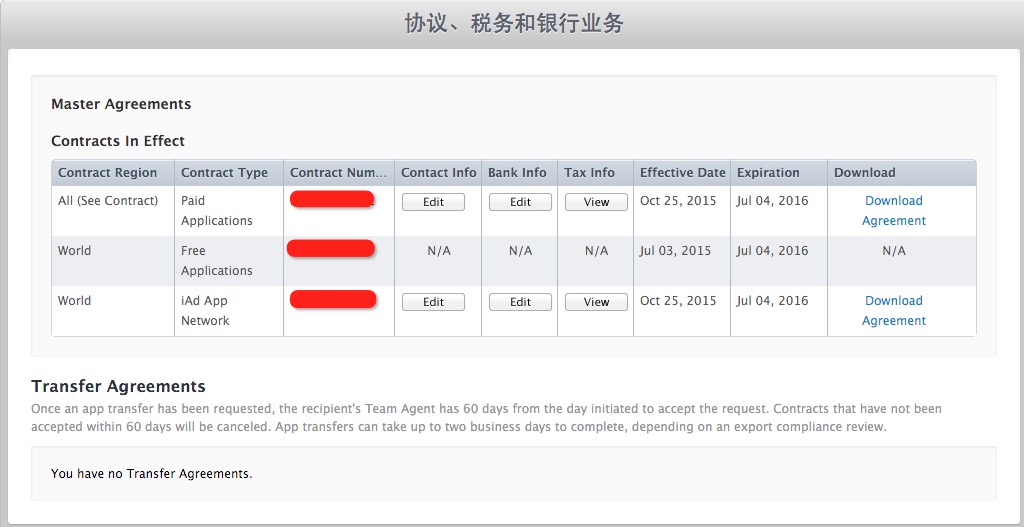 协议、税务和银行业务
Master Agreements
Contracts In Effect
Contract Region Contract Type Contract Num... Contact Info Bank Info Tax Info Effective Date Expiration Download
All (See Contract) Paid Edit Edit View Oct 25, 2015 Jul 04, 2016 Download
Applications Agreement
World Free N/A N/A N/A Jul 03, 2015 Jul 04, 2016 N/A
Applications
World iAd App Edit Edit View Oct 25, 2015 Jul 04, 2016 Download
Network Agreement
Transfer Agreements
Once an app transfer has been requested, the recipient's Team Agent has 60 days from the day initiated to accept the request. Contracts that have not been
accepted within 60 days will be canceled. App transfers can take up to two business days to complete, depending on an export compliance review.
You have no Transfer Agreements.